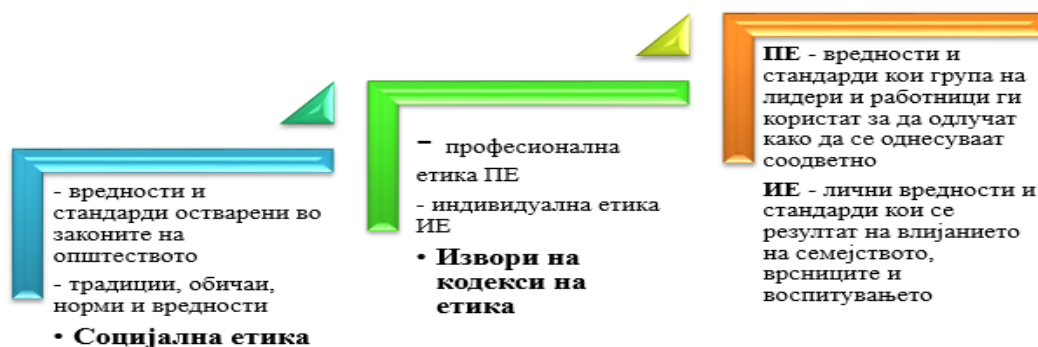 - вредности и
стандарди остварени во
законите на
општеството
- традиции, обичаи,
норми и вредности
• Социјална етика
- професионална
етика ПЕ
- индивидуална етика
ИЕ
• Извори на
кодекси на
етика
ПЕ - вредности и
стандарди кои група на
лидери и работници ги
користат за да одлучат
како да се однесуваат
соодветно
ИЕ - лични вредности и
стандарди кои се
резултат на влијанието
на семејството,
врсниците и
воспитувањето